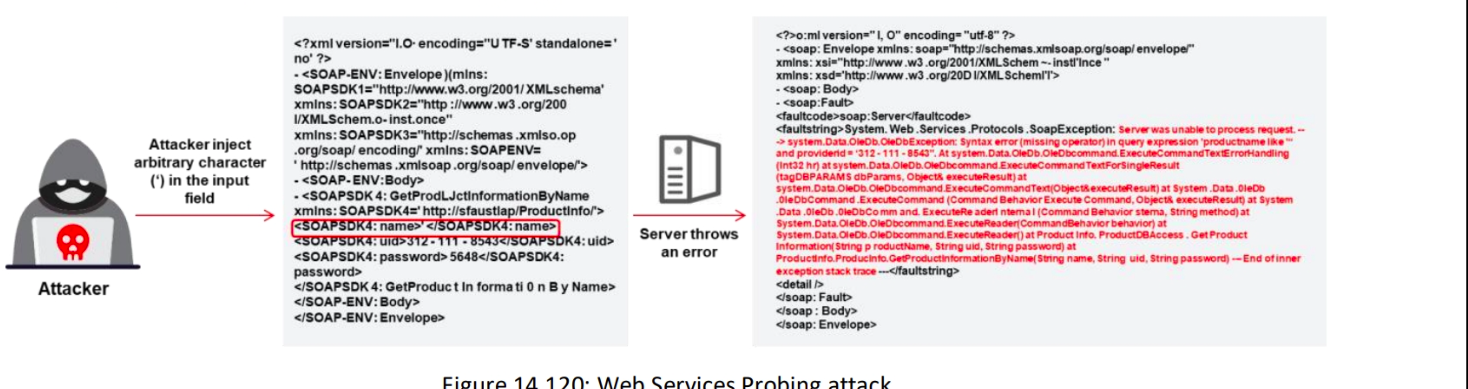 Attacker inject
arbitrary character
(‘) in the input
field
Attacker
<?xml version="I.O· encoding="U TF-S' standalone= '
no' ?>
- <SOAP-ENV: Envelope )(mlns:
SOAPSDK1="http://www.w3.org/2001/ XMLschema'
xmlns: SOAPSDK2="http ://www .w3 .org/200
I/XMLSchem.o- inst.once"
xmlns: SOAPSDK3="http://schemas .xmlso.op
.org/soap/ encoding/' xmlns: SOAPENV=
' http://schemas .xmlsoap .org/soap/ envelope/'>
- <SOAP- ENV:Body>
- <SOAPSDK 4: GetProdLJctInformationByName
xmlns: SOAPSDK4=' http://sfaustlap/ProductInfo/'>
<SOAPSDK4: name>' </SOAPSDK4: name>
<SOAPSDK4: uid>312 - 111 - 8543</SOAPSDK4: uid>
<SOAPSDK4: password> 5648</SOAPSDK4:
password>
</SOAPSDK 4: GetProduc t In forma ti 0 n B y Name>
</SOAP-ENV: Body>
</SOAP-ENV: Envelope>
Server throws
an error
<?>o:ml version=" I, O" encoding= "utf-8" ?>
- <soap: Envelope xmlns: soap="http://schemas.xmlsoap.org/soap/ envelope/"
xmlns: xsi="http://www .w3 .org/2001/XMLSchem ~- instl'Ince "
xmlns: xsd='http://www .w3 .org/20D I/XMLSchemI'I'>
- <soap: Body>
- <soap:Fault>
<faultcode>soap:Server</faultcode>
<faultstring>System. Web .Services .Protocols .SoapException: Server was unable to process request. --
-> system.Data.OleDb.OleDbException: Syntax error (missing operator) in query expression 'productname like '"
and providerid = '312 - 111 - 8543". At system.Data.OleDb.OleDbcommand.ExecuteCommandTextErrorHandling
(Int32 hr) at system.Data.OleDb.OleDbcommand.ExecuteCommandTextForSingleResult
(tagDBPARAMS dbParams, Object& executeResult) at
system.Data.OleDb.OleDbcommand.ExecuteCommandText(Object&executeResult) at System .Data .0leDb
.0leDbCommand .ExecuteCommand (Command Behavior Execute Command, Object& executeResult) at System
.Data .0leDb .0leDbCo mm and. ExecuteRe aderl nterna l (Command Behavior stema, String method) at
System.Data.OleDb.OleDbcommand.ExecuteReader(CommandBehavior behavior) at
System.Data.OleDb.OleDbcommand.ExecuteReader() at Product Info. ProductDBAccess . Get Product
Information(String p roductName, String uid, String password) at
ProductInfo.ProducInfo.GetProductInformationByName(String name, String uid, String password) --- End of inner
exception stack trace ---</faultstring>
<detail />
</soap: Fault>
</soap : Body>
</soap: Envelope>
Figure 14.120: Web Services Probing attack